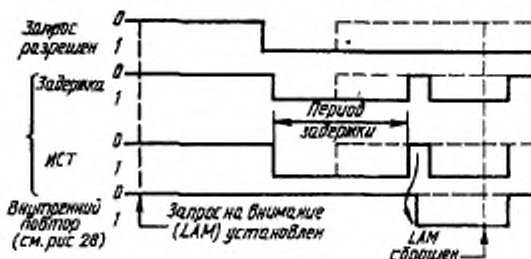 Запрос
разрешен
0
1
Задержка
0
1
Период
задержки
ИСТ
0
1
Внутренний
повтор
(см. рис 28)
0
1
Запрос на внимание
(LAM) установлен
LAM
сброшен